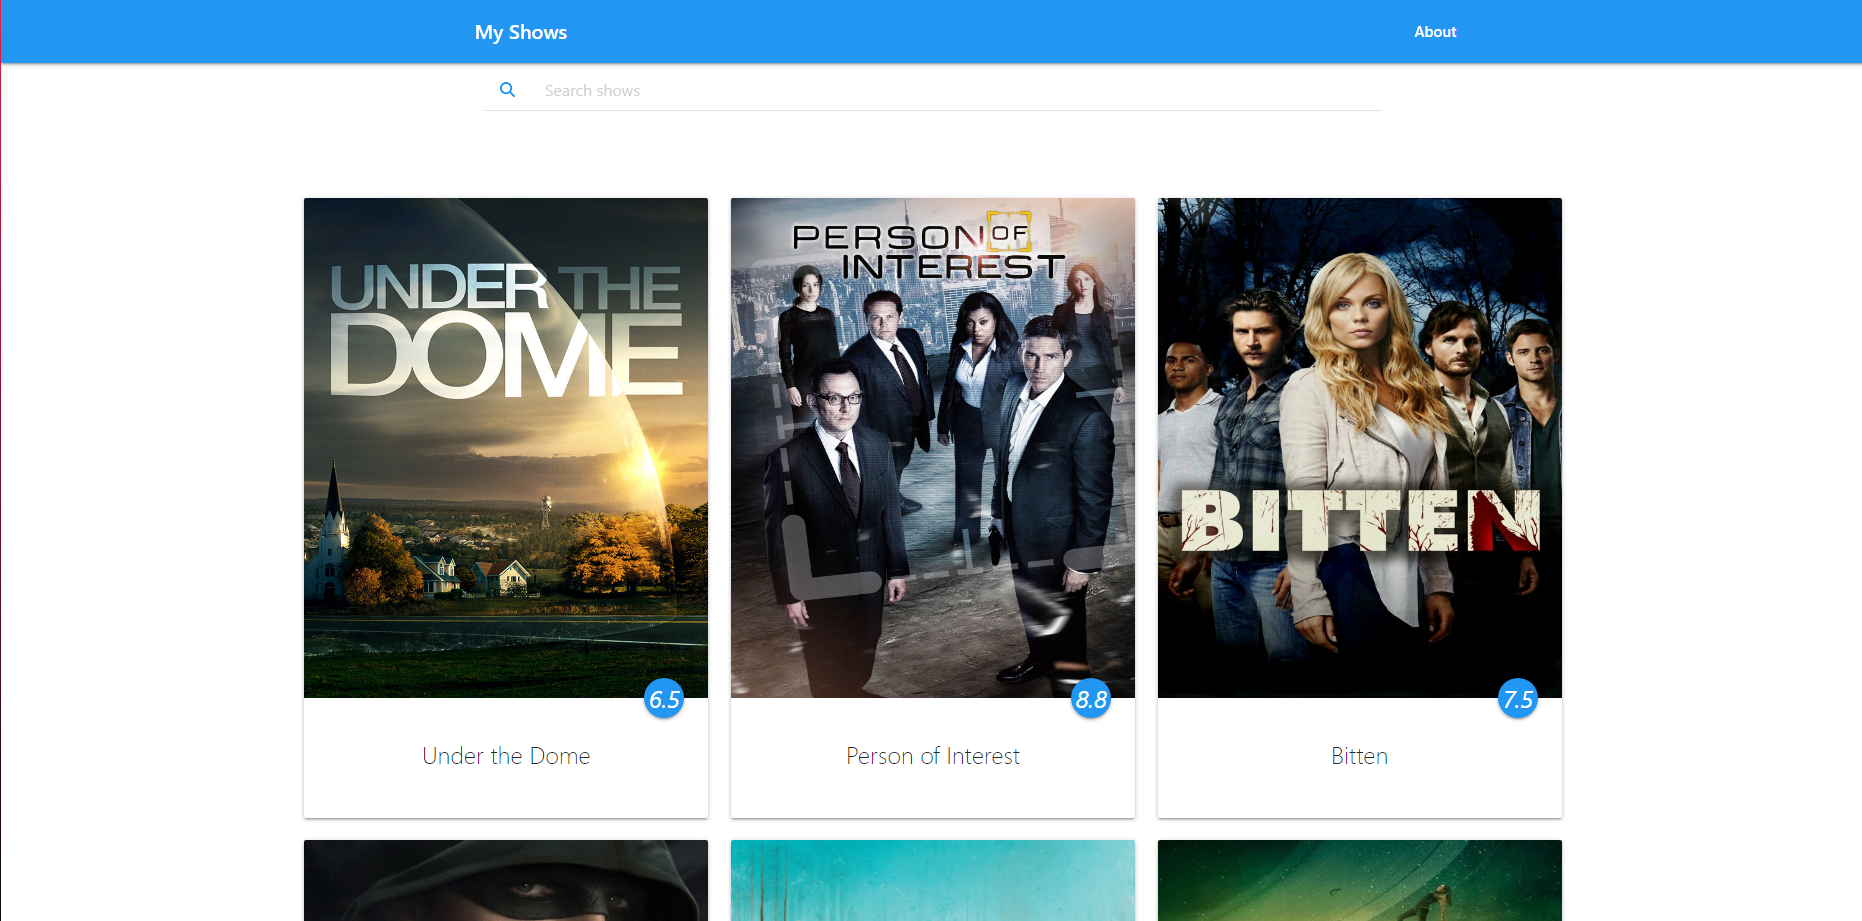 My Shows
About
Search shows
UNDER THE
DOME
6.5
Under the Dome
PERSON OF
INTEREST
8.8
Person of Interest
BITTEN
7.5
Bitten